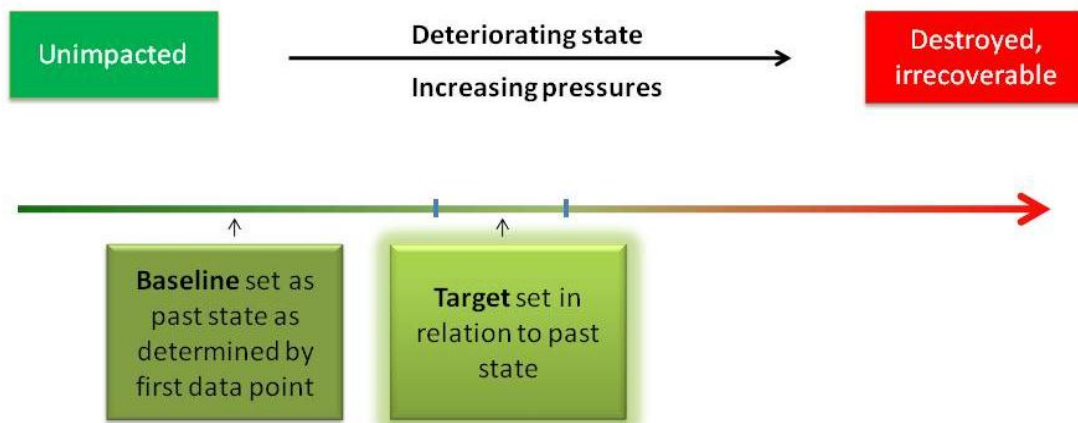 Unimpacted
Deteriorating state
Increasing pressures
Destroyed,
irrecoverable
Baseline set as
past state as
determined by
first data point
Target set in
relation to past
state